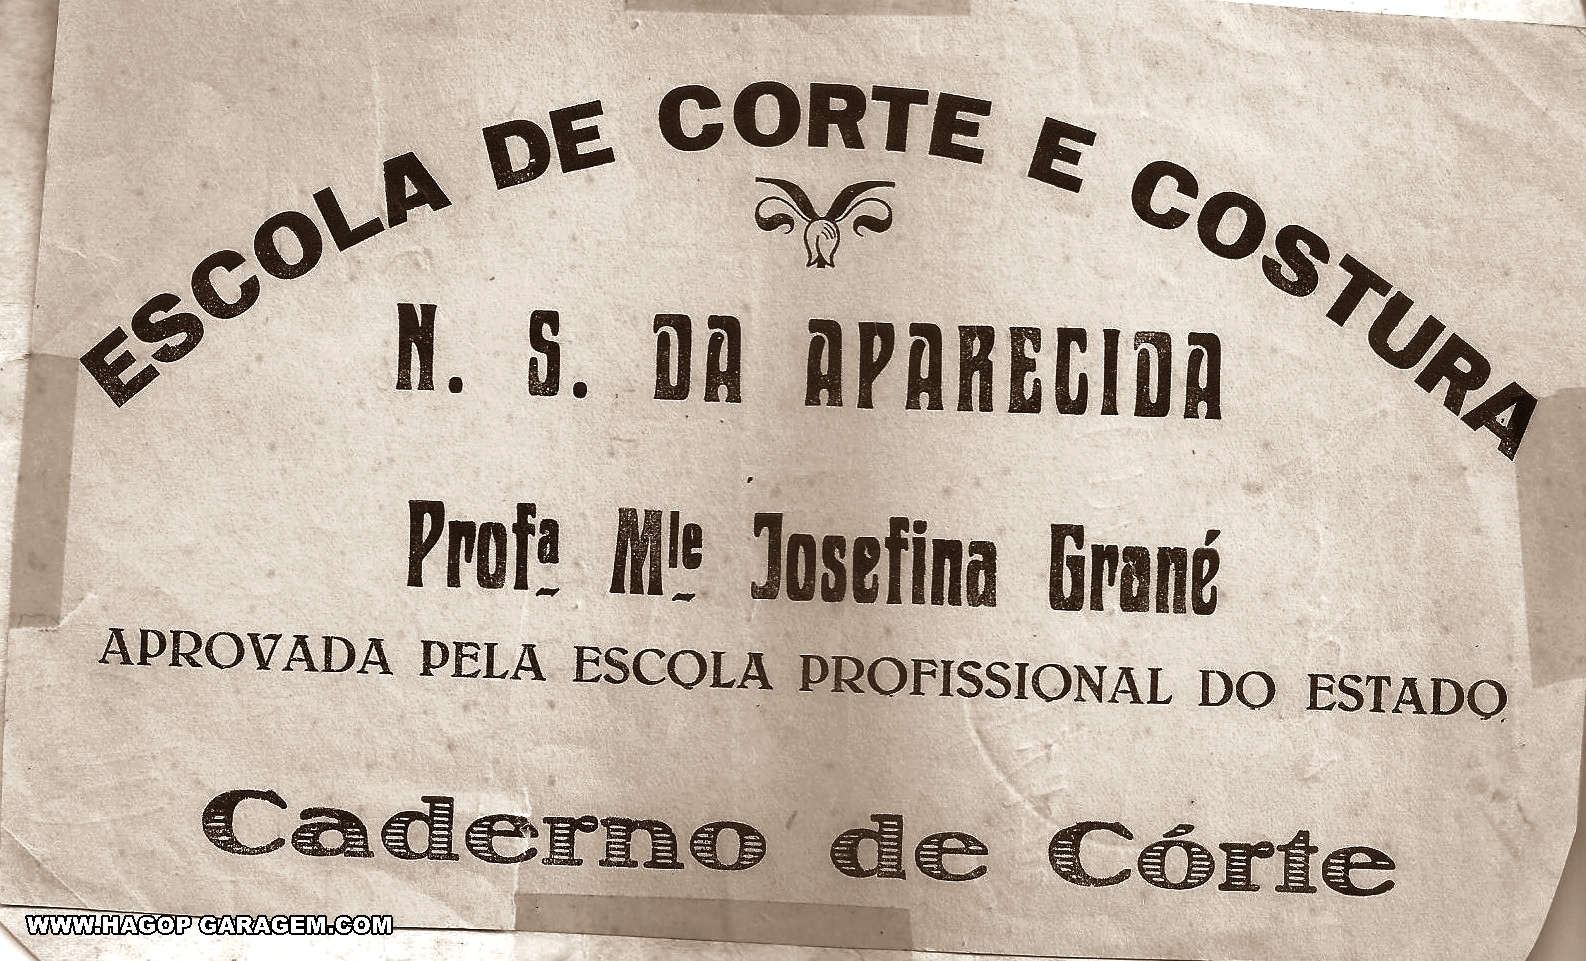 ESCOLA DE CORTE E COSTURA
N. S. DA APARECIDA
Profª Mle Josefina Grané
APROVADA PELA ESCOLA PROFISSIONAL DO ESTADO
Caderno de Córte
WWW.HAGOP GARAGEM.COM